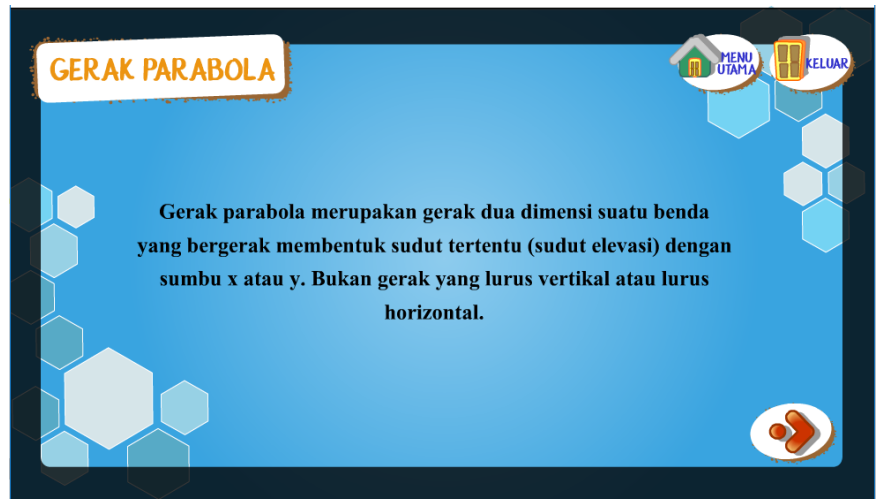 GERAK PARABOLA
MENU
UTAMA
KELUAR
Gerak parabola merupakan gerak dua dimensi suatu benda
yang bergerak membentuk sudut tertentu (sudut elevasi) dengan
sumbu x atau y. Bukan gerak yang lurus vertikal atau lurus
horizontal.